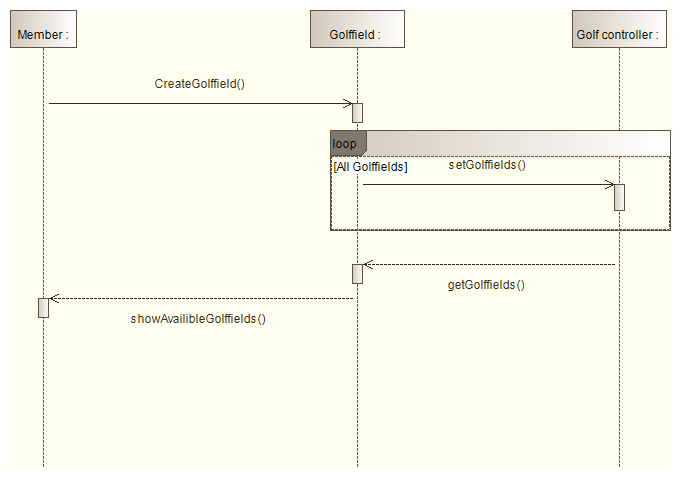 Member :
Golffield :
Golf controller :
CreateGolffield()
loop
[All Golffields]
setGolffields()
getGolffields()
showAvailibleGolffields()